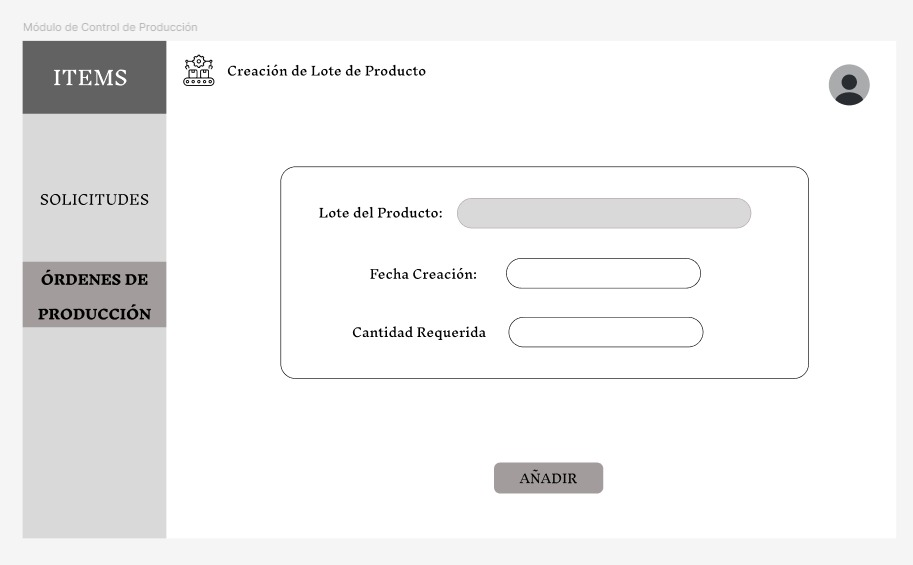 Módulo de Control de Producción
ITEMS
Creación de Lote de Producto
SOLICITUDES
ÓRDENES DE
PRODUCCIÓN
Lote del Producto:
Fecha Creación:
Cantidad Requerida
AÑADIR